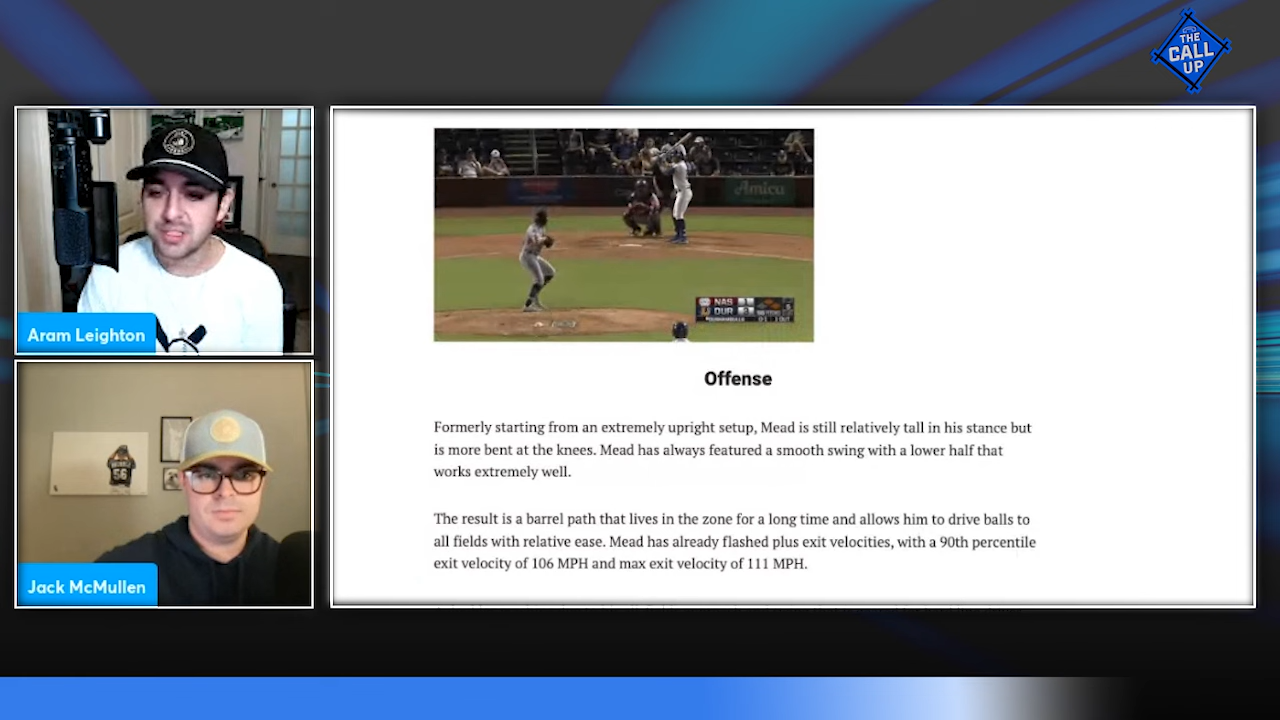 THE
CALL
UP
Aram Leighton
Jack McMullen
56
Amica
NAS
DUR
Offense
Formerly starting from an extremely upright setup, Mead is still relatively tall in his stance but
is more bent at the knees. Mead has always featured a smooth swing with a lower half that
works extremely well.
The result is a barrel path that lives in the zone for a long time and allows him to drive balls to
all fields with relative ease. Mead has already flashed plus exit velocities, with a 90th percentile
exit velocity of 106 MPH and max exit velocity of 111 MPH.